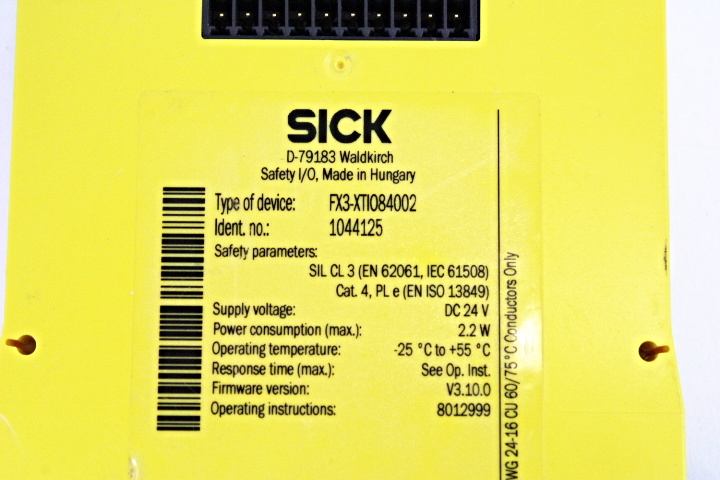 SICK
D-79183 Waldkirch
Safety I/O, Made in Hungary
Type of device: FX3-XTIO84002
Ident. no.: 1044125
Safety parameters:
SIL CL 3 (EN 62061, IEC 61508)
Cat. 4, PL e (EN ISO 13849)
Supply voltage: DC 24 V
Power consumption (max.): 2.2 W
Operating temperature: -25 °C to +55 °C
Response time (max.): See Op. Inst.
Firmware version: V3.10.0
Operating instructions: 8012999
WG 24-16 CU 60/75°C Conductors Only